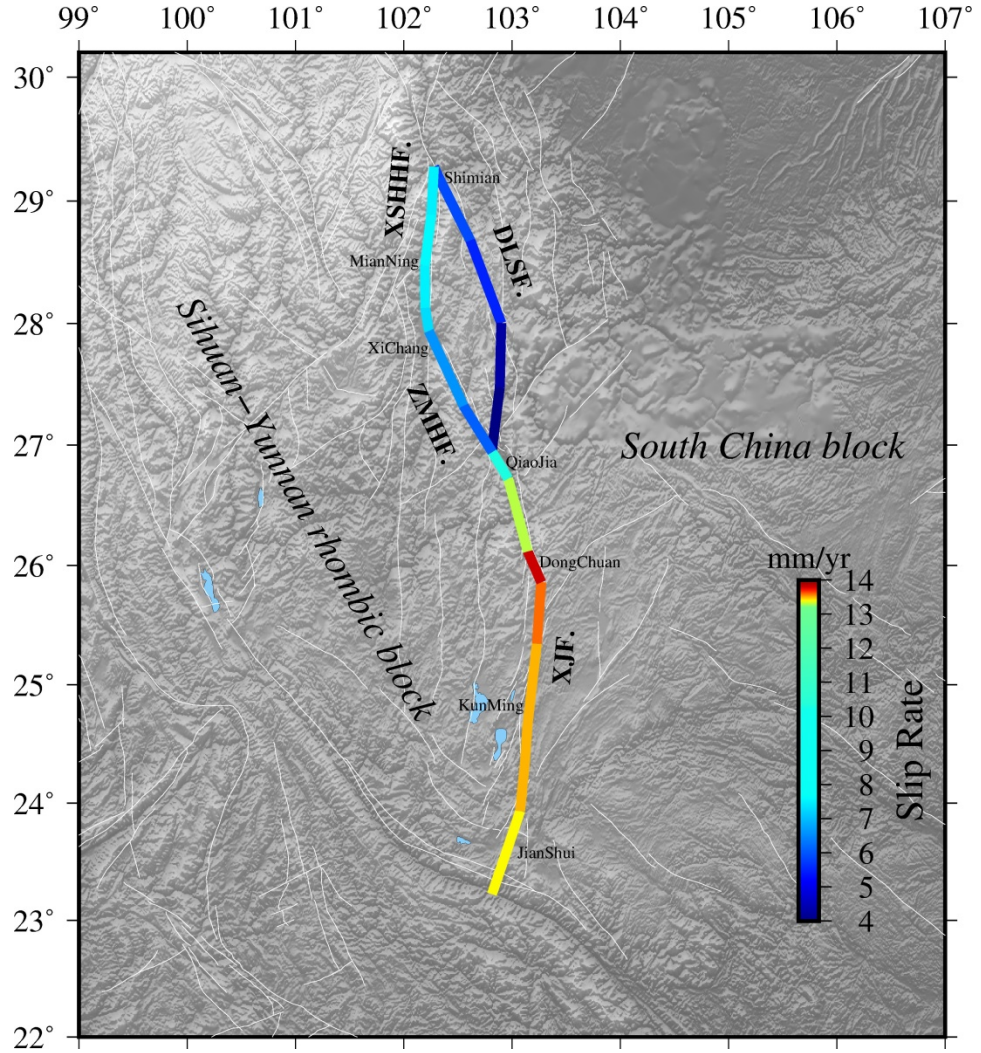 99° 100° 101° 102° 103° 104° 105° 106° 107°
30°
29°
28°
27°
26°
25°
24°
23°
22°
XSHHF.
Shimian
DLSF.
MianNing
XiChang
ZMHF.
Sihuan-Yunnan rhombic block
South China block
QiaoJia
DongChuan
XJF.
KunMing
JianShui
mm/yr
14
13
12
11
10
9
8
7
6
5
4
Slip Rate